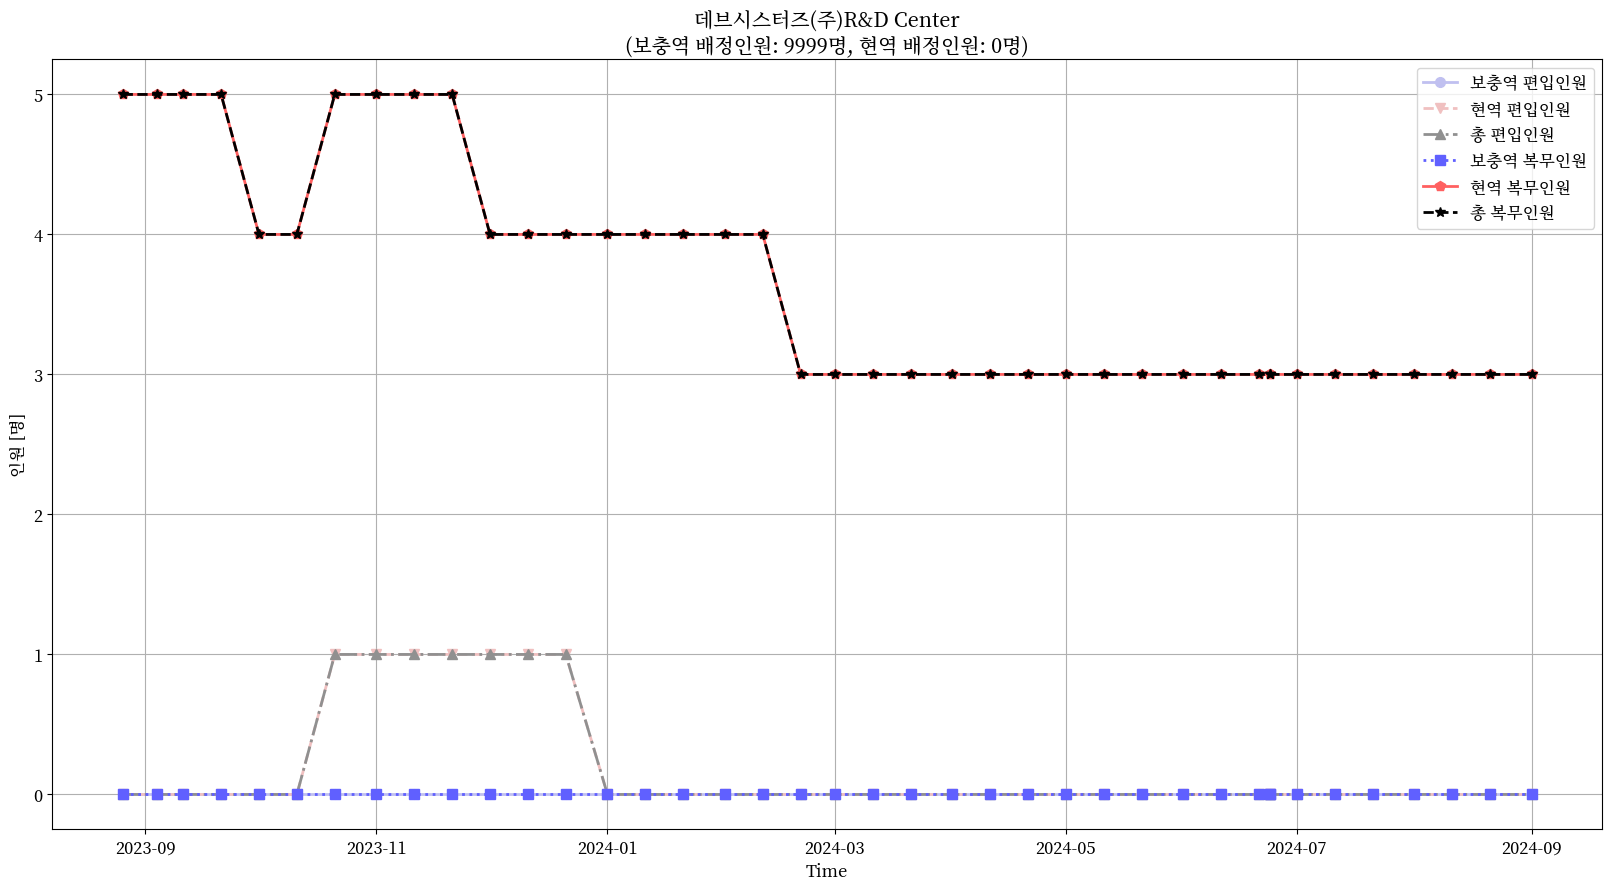 데브시스터즈(주)R&D Center
(보충역 배정인원: 9999명, 현역 배정인원: 0명)
보충역 편입인원
현역 편입인원
총 편입인원
보충역 복무인원
현역 복무인원
총 복무인원
인원 [명]
5
4
3
2
1
0
2023-09
2023-11
2024-01
2024-03
2024-05
2024-07
2024-09
Time